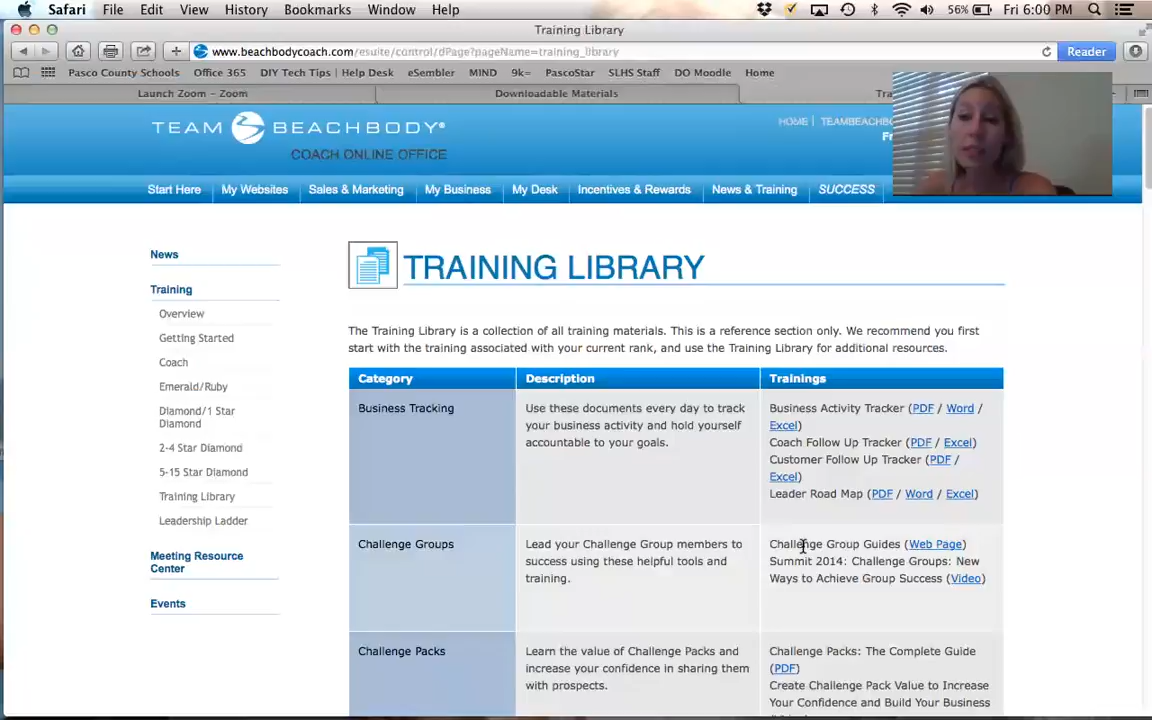 Safari File Edit View History Bookmarks Window Help 56% Fri 6:00 PM
Training Library
www.beachbodycoach.com/esuite/control/dPage?pageName=training_library Reader
Pasco County Schools Office 365 DIY Tech Tips | Help Desk eSembler MIND 9k= PascoStar SLHS Staff DO Moodle Home
Launch Zoom – Zoom Downloadable Materials
TEAM BEACHBODY®
COACH ONLINE OFFICE
HOME |
Start Here My Websites Sales & Marketing My Business My Desk Incentives & Rewards News & Training SUCCESS
News
Training
Overview
Getting Started
Coach
Emerald/Ruby
Diamond/1 Star
Diamond
2-4 Star Diamond
5-15 Star Diamond
Training Library
Leadership Ladder
Meeting Resource
Center
Events
TRAINING LIBRARY
The Training Library is a collection of all training materials. This is a reference section only. We recommend you first
start with the training associated with your current rank, and use the Training Library for additional resources.
Category Description Trainings
Business Tracking
Use these documents every day to track
your business activity and hold yourself
accountable to your goals.
Business Activity Tracker (PDF / Word /
Excel)
Coach Follow Up Tracker (PDF / Excel)
Customer Follow Up Tracker (PDF /
Excel)
Leader Road Map (PDF / Word / Excel)
Challenge Groups
Lead your Challenge Group members to
success using these helpful tools and
training.
Challenge Group Guides (Web Page)
Summit 2014: Challenge Groups: New
Ways to Achieve Group Success (Video)
Challenge Packs
Learn the value of Challenge Packs and
increase your confidence in sharing them
with prospects.
Challenge Packs: The Complete Guide
(PDF)
Create Challenge Pack Value to Increase
Your Confidence and Build Your Business